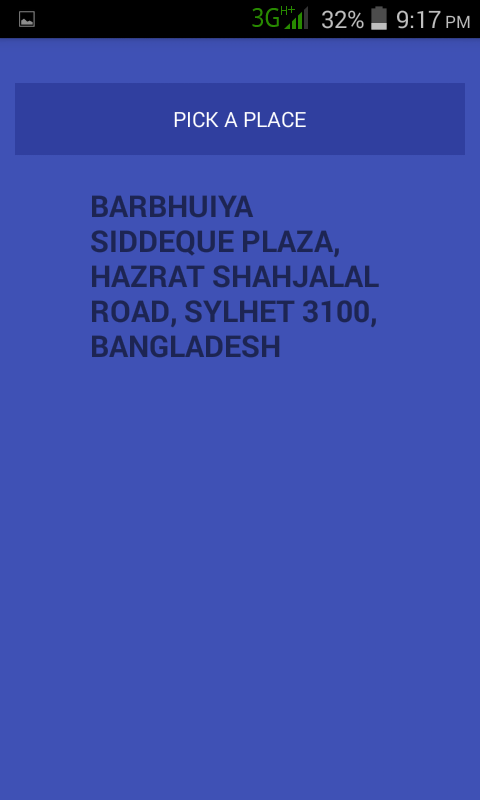 3G H+ 32% 9:17 PM
PICK A PLACE
BARBHUIYA
SIDDEQUE PLAZA,
HAZRAT SHAHJALAL
ROAD, SYLHET 3100,
BANGLADESH